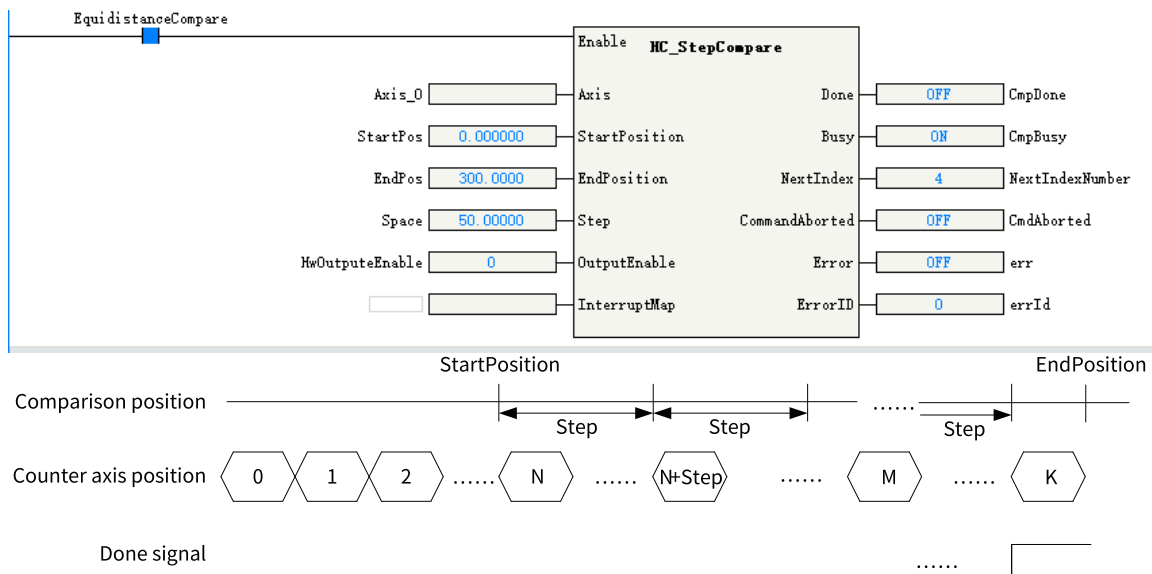 EquidistanceCompare
Enable HC_StepCompare
Axis_0 Axis Done OFF CmpDone
StartPos 0.000000 StartPosition Busy ON CmpBusy
EndPos 300.0000 EndPosition NextIndex 4 NextIndexNumber
Space 50.00000 Step CommandAborted OFF CmdAborted
HwOutputeEnable 0 OutputEnable Error OFF err
InterruptMap ErrorID 0 errId
StartPosition EndPosition
Comparison position ......
Step Step Step
Counter axis position 0 1 2 ...... N ...... N+Step ...... M ...... K
Done signal ......